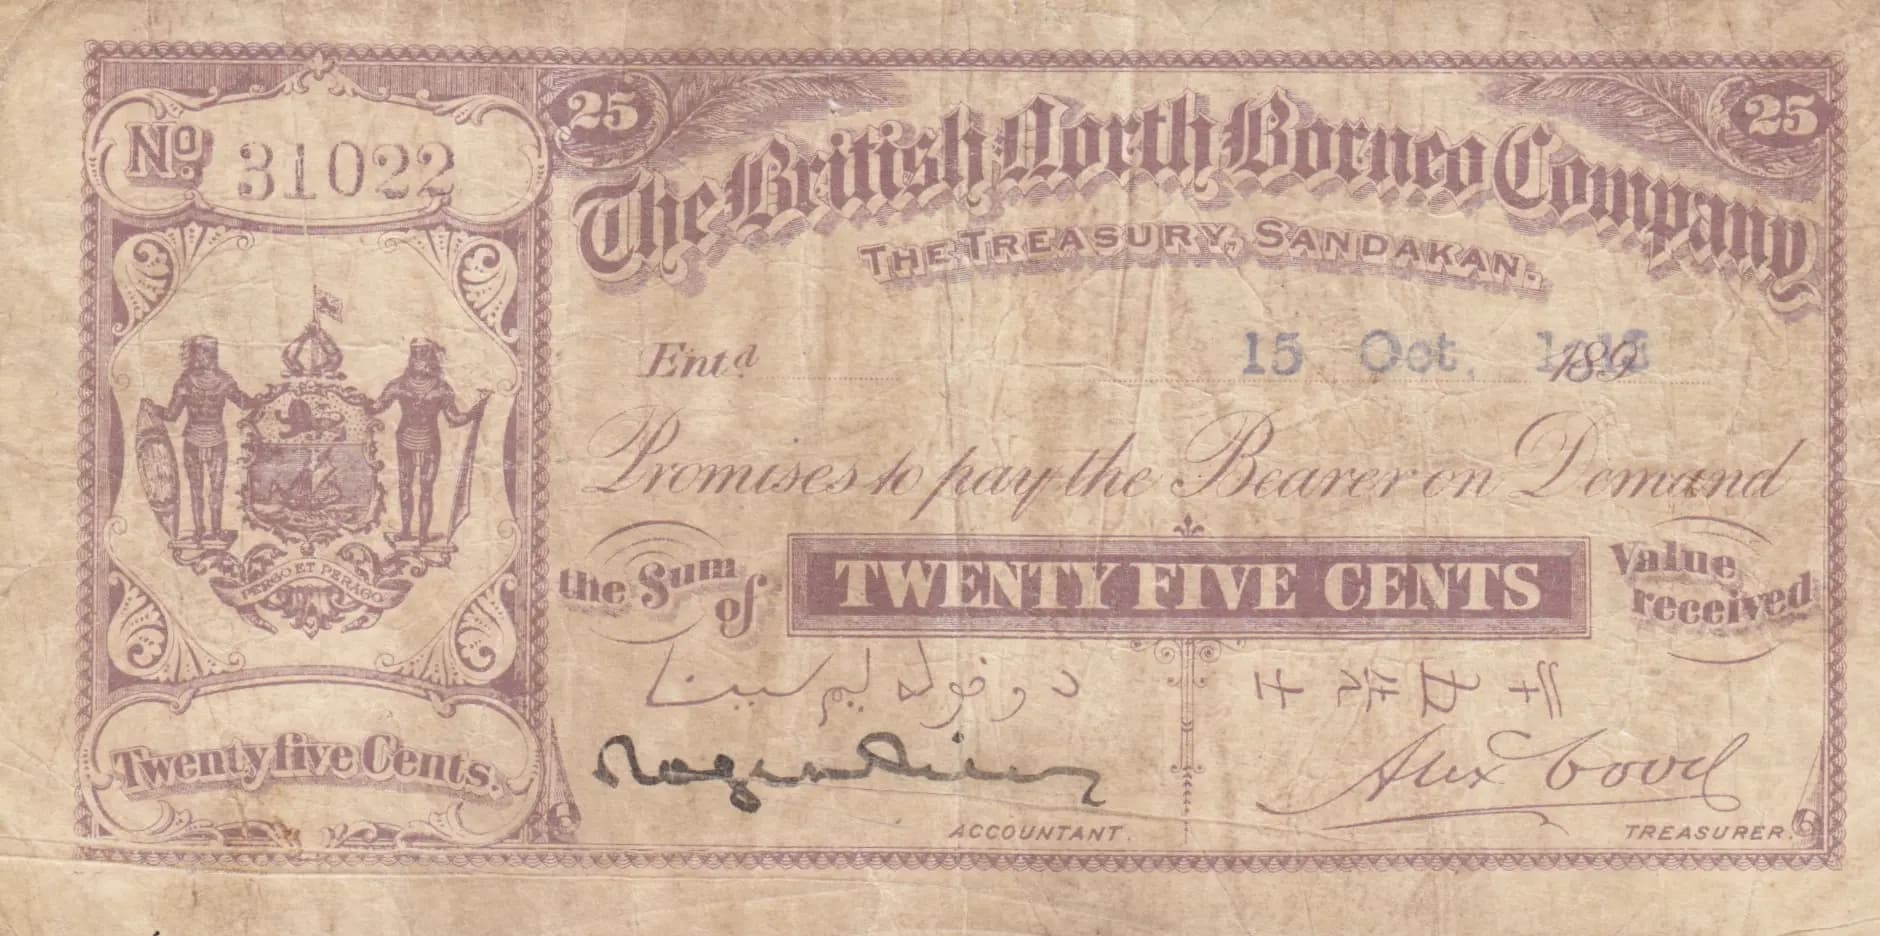 No. 31022
25
25
The British North Borneo Company
THE TREASURY, SANDAKAN.
Entd
15 Oct. 189
Promises to pay the Bearer on Demand
the Sum of
TWENTY FIVE CENTS
Value received
PERGO ET PERAGO
Twenty five Cents.
Alex Cook
ACCOUNTANT.
TREASURER.